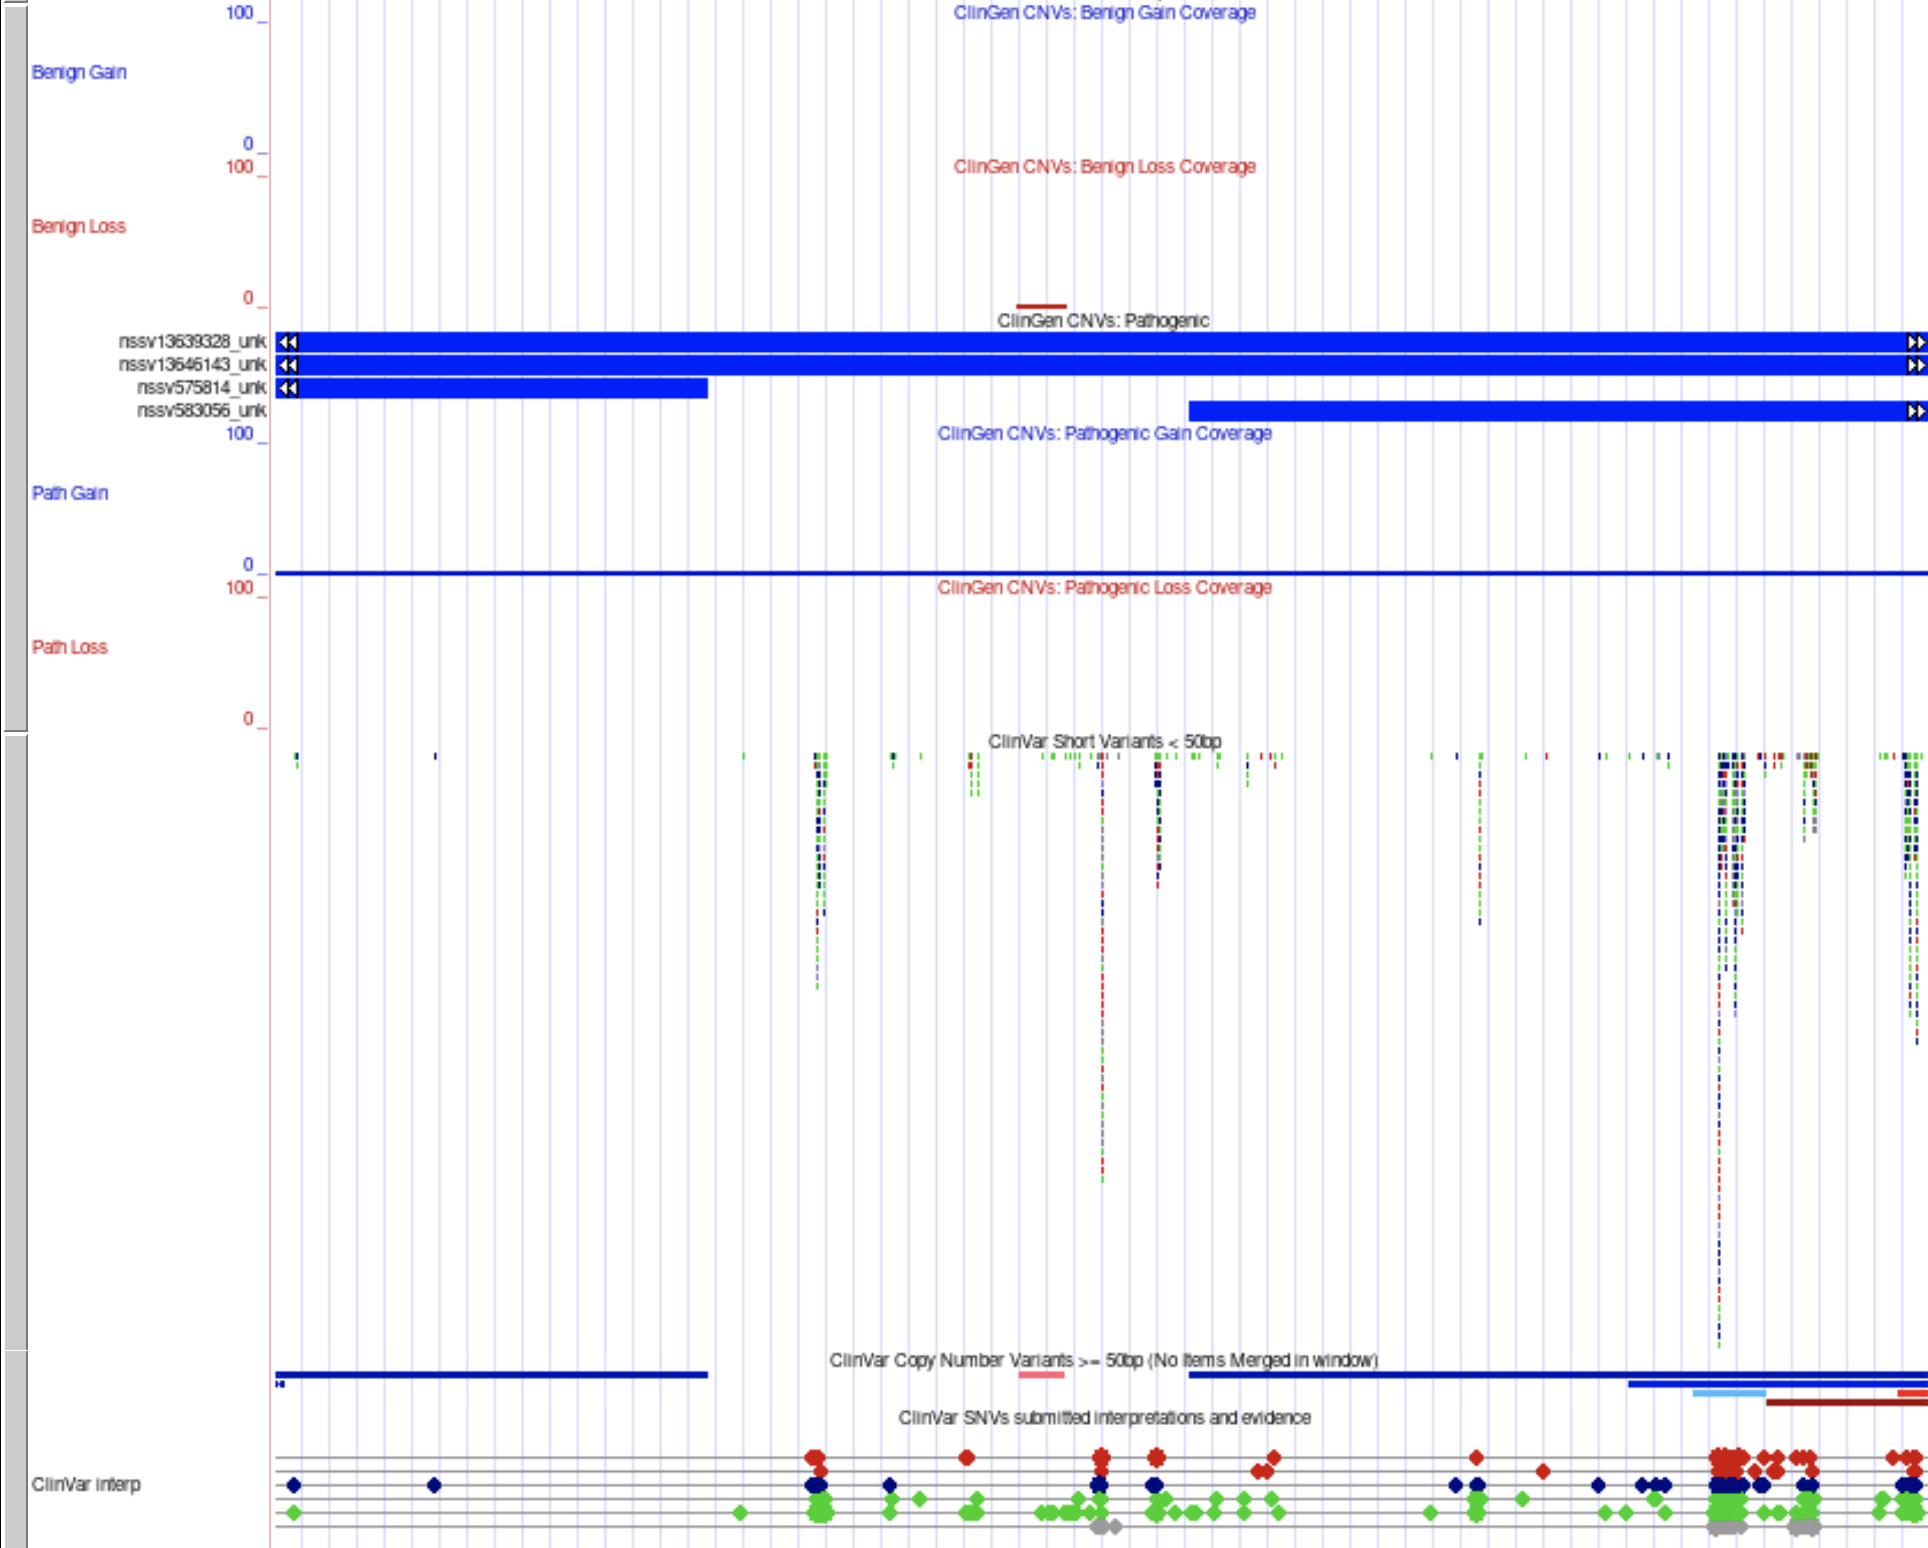 100
ClinGen CNVs: Benign Gain Coverage
Benign Gain
0
100
ClinGen CNVs: Benign Loss Coverage
Benign Loss
0
ClinGen CNVs: Pathogenic
nssv13639328_unk
nssv13646143_unk
nssv575814_unk
nssv583056_unk
100
ClinGen CNVs: Pathogenic Gain Coverage
Path Gain
0
100
ClinGen CNVs: Pathogenic Loss Coverage
Path Loss
0
ClinVar Short Variants < 50bp
ClinVar Copy Number Variants >= 50bp (No Items Merged in window)
ClinVar SNVs submitted interpretations and evidence
ClinVar interp